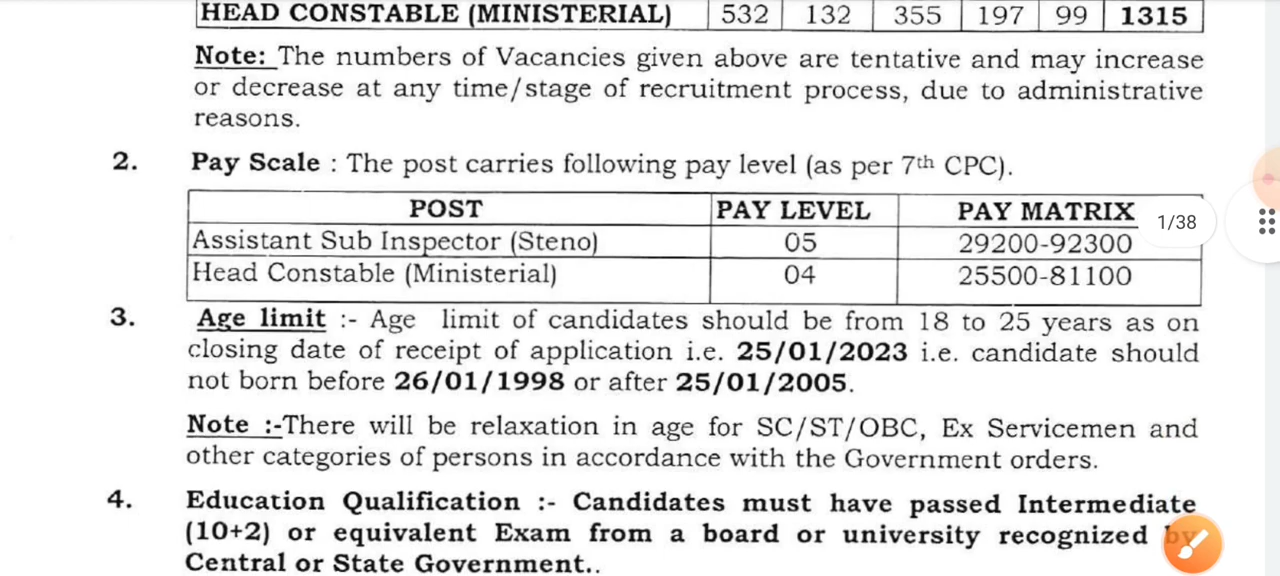 HEAD CONSTABLE (MINISTERIAL) 532 132 355 197 99 1315
Note: The numbers of Vacancies given above are tentative and may increase
or decrease at any time/stage of recruitment process, due to administrative
reasons.
2. Pay Scale : The post carries following pay level (as per 7th CPC).
POST PAY LEVEL PAY MATRIX
1/38
Assistant Sub Inspector (Steno) 05 29200-92300
Head Constable (Ministerial) 04 25500-81100
3. Age limit :- Age limit of candidates should be from 18 to 25 years as on
closing date of receipt of application i.e. 25/01/2023 i.e. candidate should
not born before 26/01/1998 or after 25/01/2005.
Note :-There will be relaxation in age for SC/ST/OBC, Ex Servicemen and
other categories of persons in accordance with the Government orders.
4. Education Qualification :- Candidates must have passed Intermediate
(10+2) or equivalent Exam from a board or university recognized by
Central or State Government..